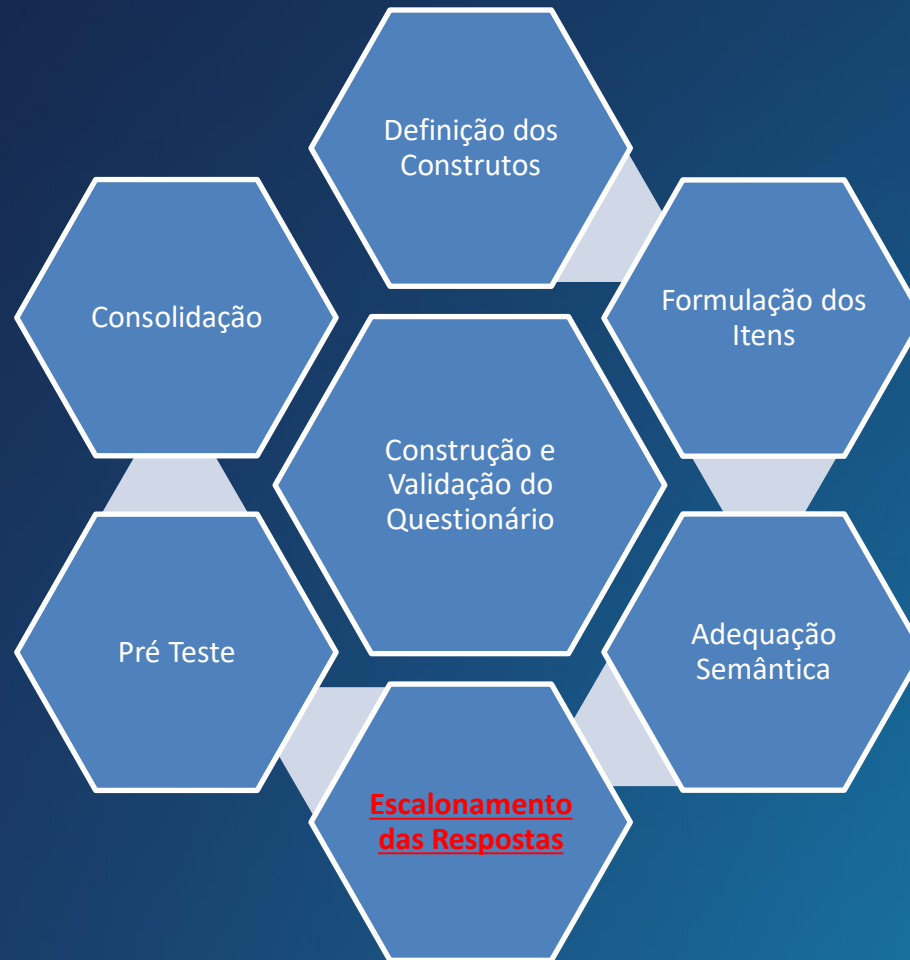 Definição dos
Construtos
Formulação dos
Itens
Adequação
Semântica
Escalonamento
das Respostas
Pré Teste
Consolidação
Construção e
Validação do
Questionário